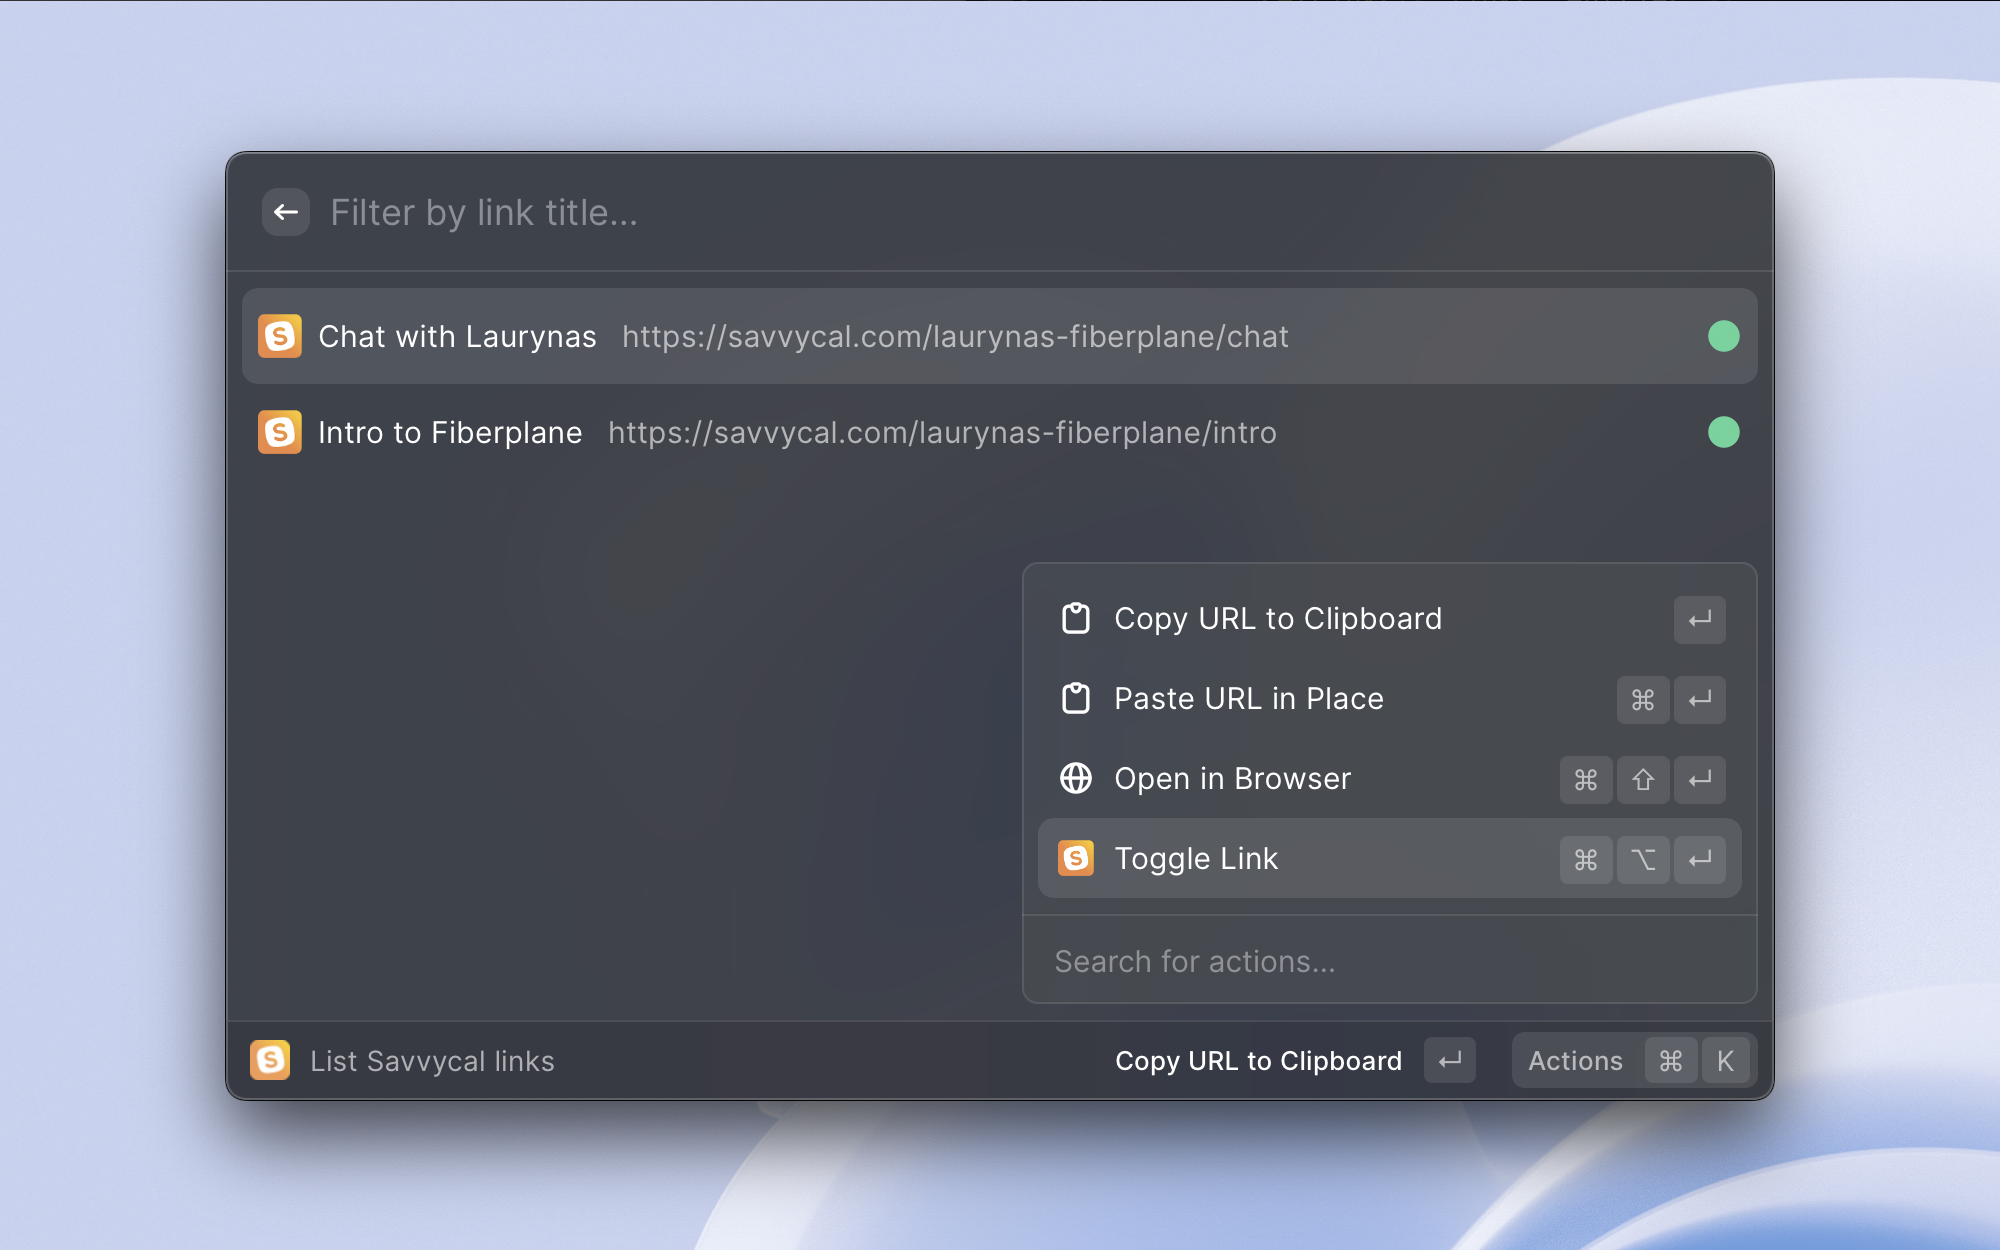 Filter by link title...
Chat with Laurynas https://savvycal.com/laurynas-fiberplane/chat
Intro to Fiberplane https://savvycal.com/laurynas-fiberplane/intro
Copy URL to Clipboard ↵
Paste URL in Place ⌘ ↵
Open in Browser ⌘ ⇧ ↵
Toggle Link ⌘ ⌥ ↵
Search for actions...
List Savvycal links Copy URL to Clipboard ↵ Actions ⌘ K